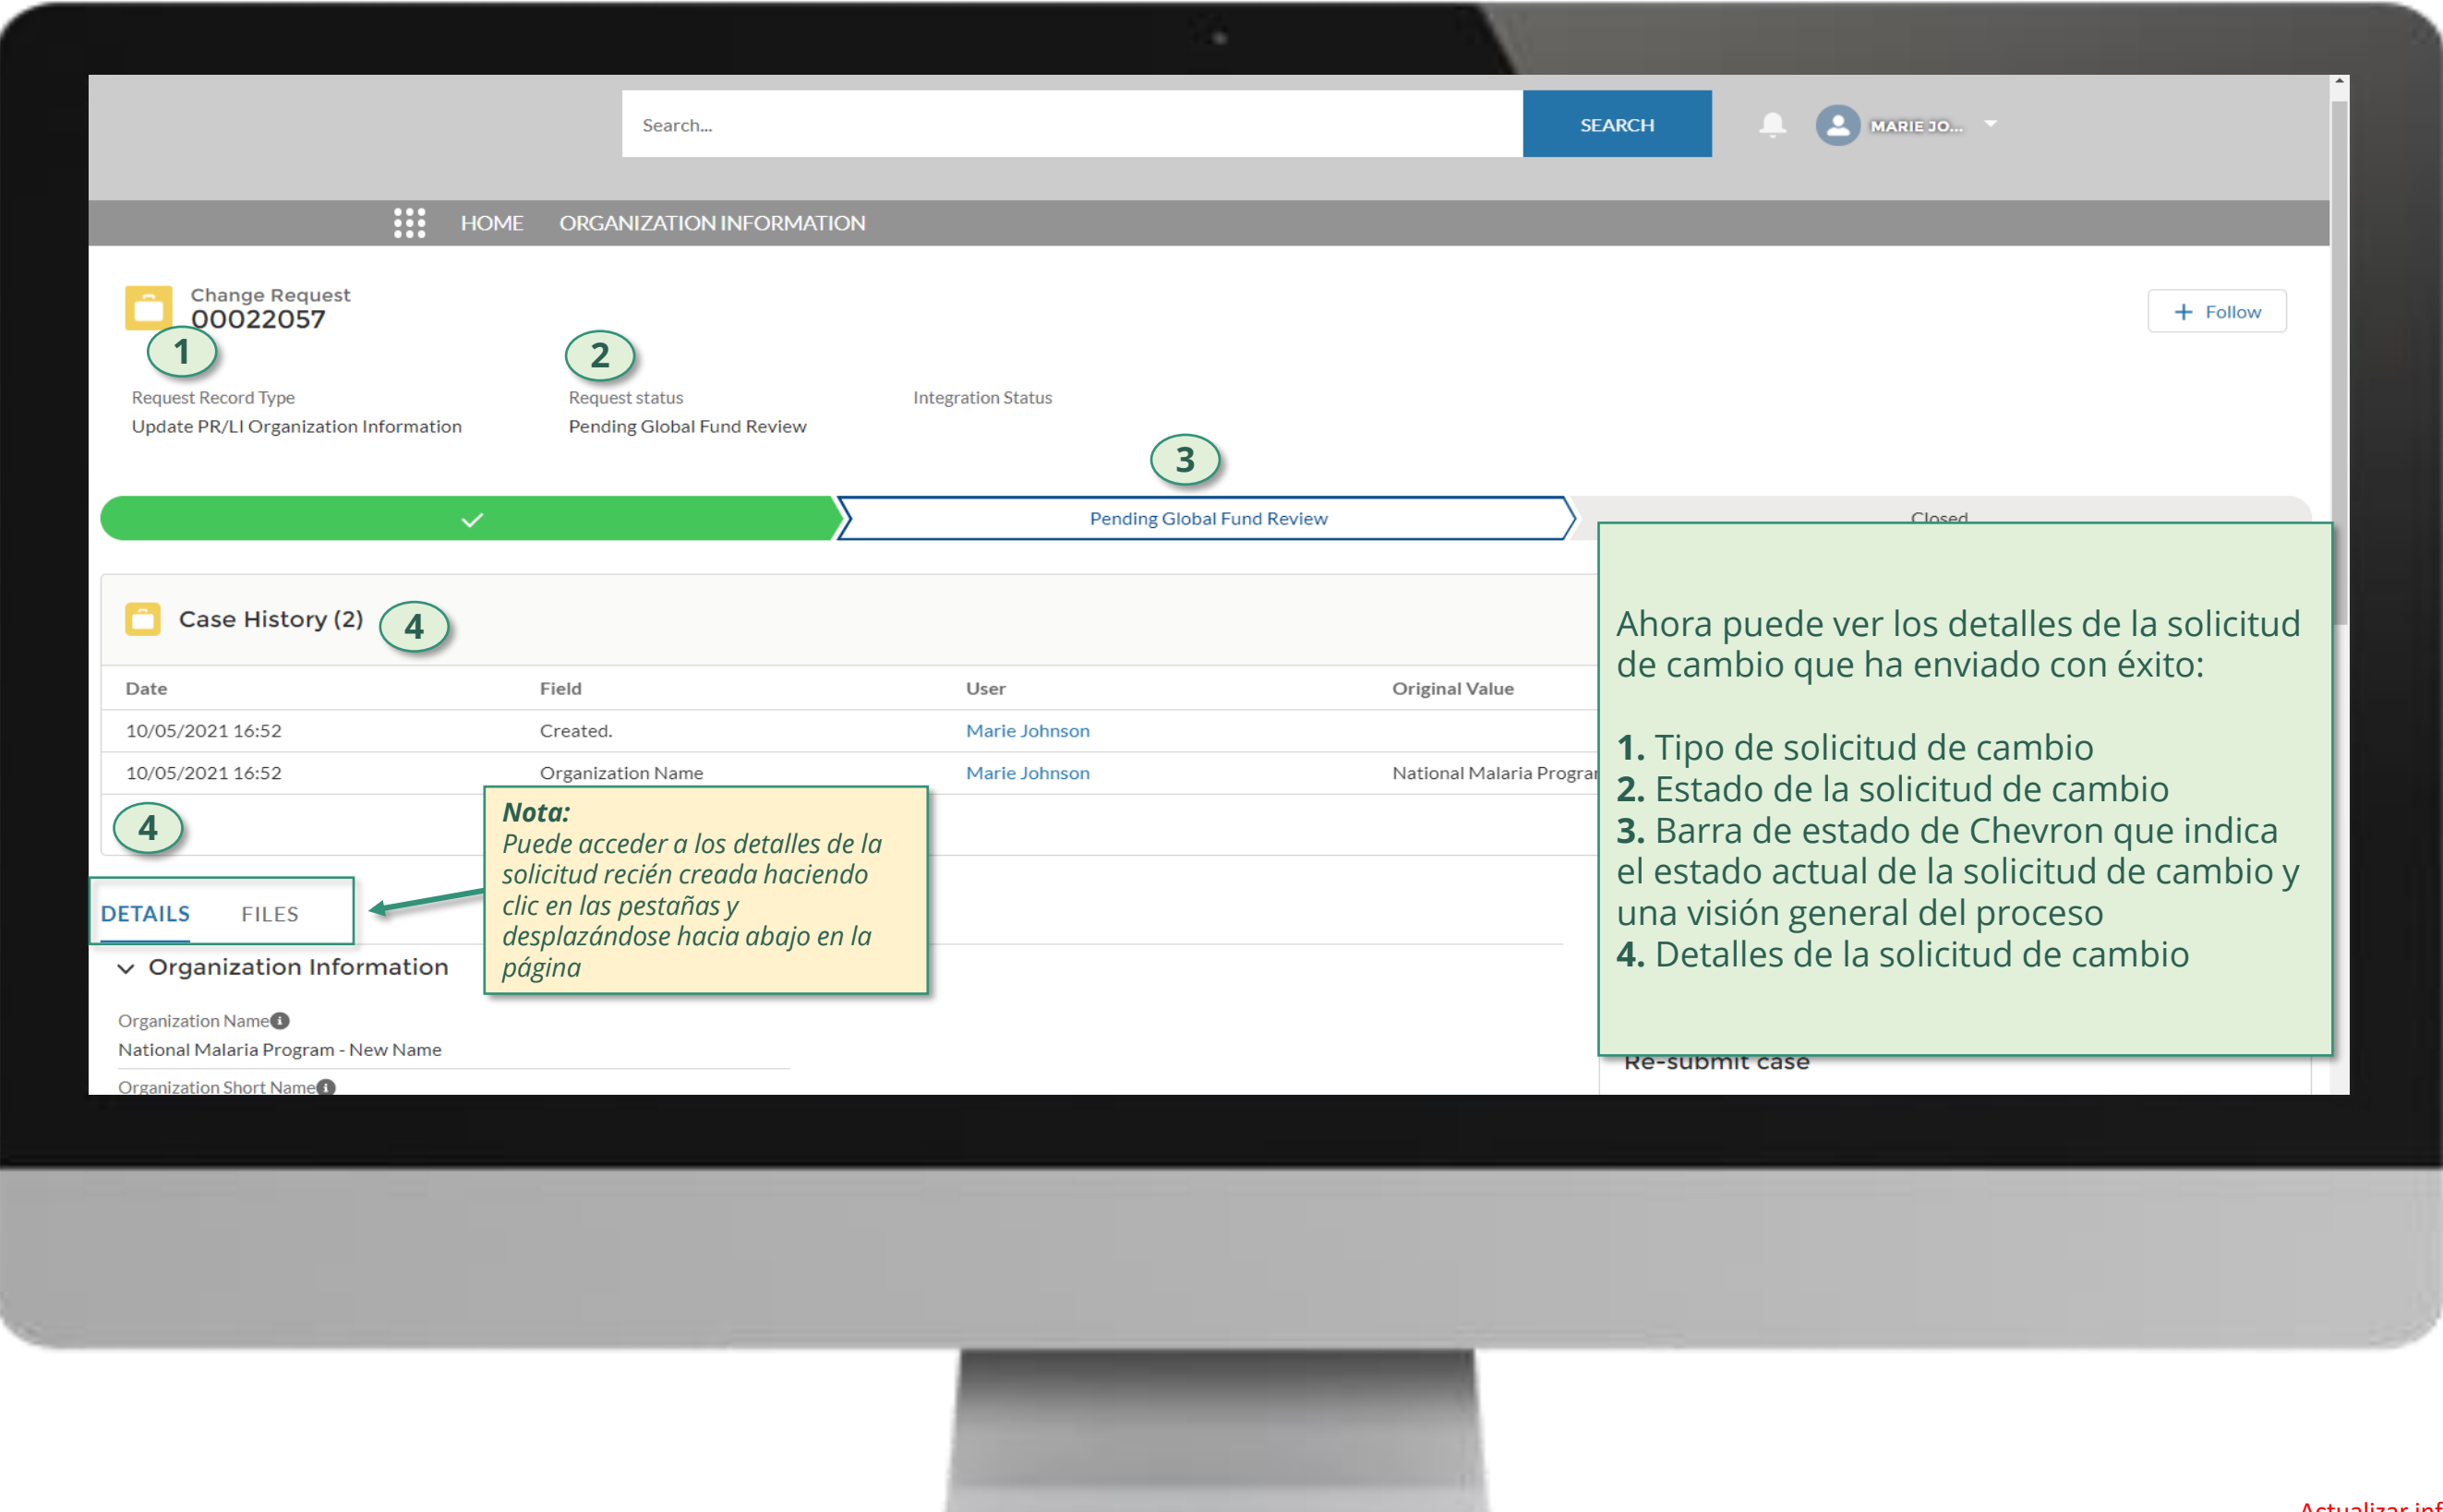 Search...
SEARCH
MARIE JO...
HOME ORGANIZATION INFORMATION
Change Request
00022057
+ Follow
1
2
Request Record Type Request status Integration Status
Update PR/LI Organization Information Pending Global Fund Review
3
Pending Global Fund Review
Closed
Case History (2)
4
Date Field User Original Value
10/05/2021 16:52 Created. Marie Johnson
10/05/2021 16:52 Organization Name Marie Johnson National Malaria
4
DETAILS FILES
Nota:
Puede acceder a los detalles de la
solicitud recién creada haciendo
clic en las pestañas y
desplazándose hacia abajo en la
página
Organization Information
Organization Name
National Malaria Program - New Name
Organization Short Name
Ahora puede ver los detalles de la solicitud
de cambio que ha enviado con éxito:
1. Tipo de solicitud de cambio
2. Estado de la solicitud de cambio
3. Barra de estado de Chevron que indica
el estado actual de la solicitud de cambio y
una visión general del proceso
4. Detalles de la solicitud de cambio
Re-submit case
Actualizar